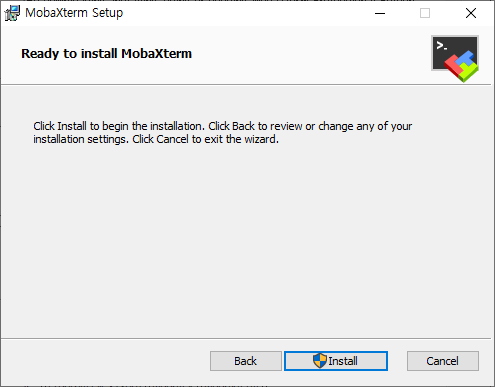 MobaXterm Setup
Ready to install MobaXterm
>_
Click Install to begin the installation. Click Back to review or change any of your
installation settings. Click Cancel to exit the wizard.
Back
Install
Cancel